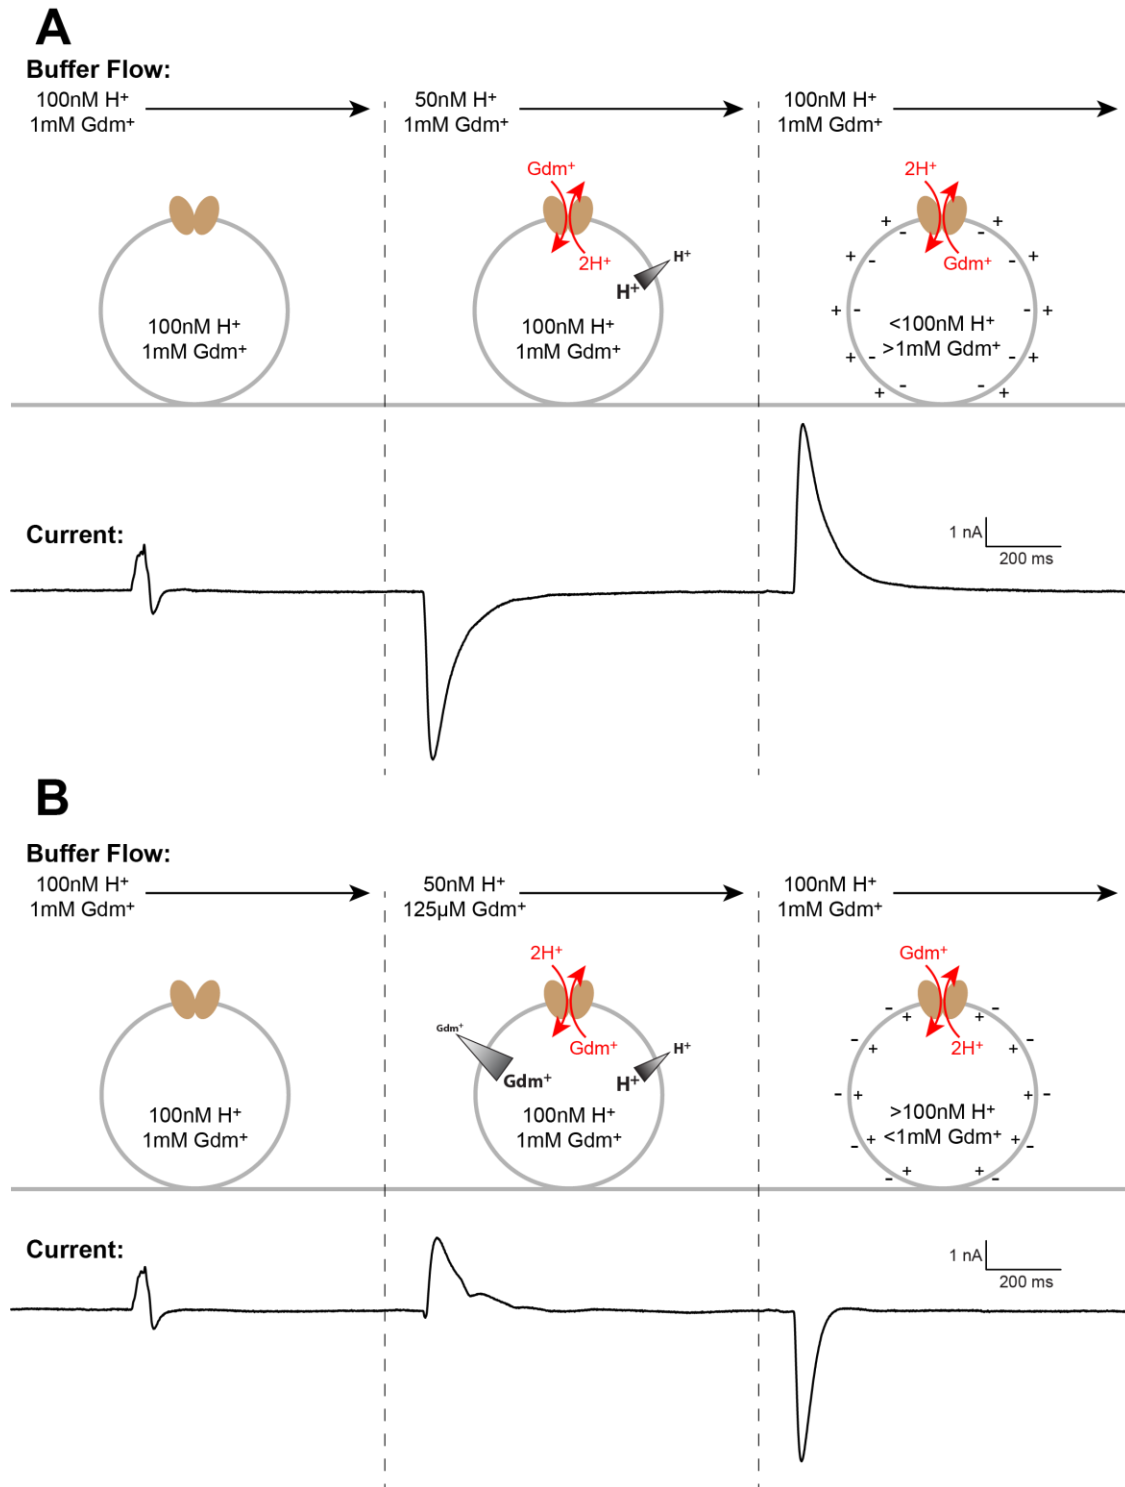 A
Buffer Flow:
100nM H⁺
1mM Gdm⁺
50nM H⁺
1mM Gdm⁺
100nM H⁺
1mM Gdm⁺
100nM H⁺
1mM Gdm⁺
Gdm⁺
2H⁺
H⁺
H⁺
100nM H⁺
1mM Gdm⁺
2H⁺
Gdm⁺
<100nM H⁺
>1mM Gdm⁺
+ + + + + + + + + +
- - - - - - - - - -
Current:
1 nA
200 ms
B
Buffer Flow:
100nM H⁺
1mM Gdm⁺
50nM H⁺
125µM Gdm⁺
100nM H⁺
1mM Gdm⁺
100nM H⁺
1mM Gdm⁺
2H⁺
Gdm⁺
Gdm⁺
Gdm⁺
H⁺
H⁺
100nM H⁺
1mM Gdm⁺
Gdm⁺
2H⁺
>100nM H⁺
<1mM Gdm⁺
- - - - - - - - - -
+ + + + + + + + + +
Current:
1 nA
200 ms